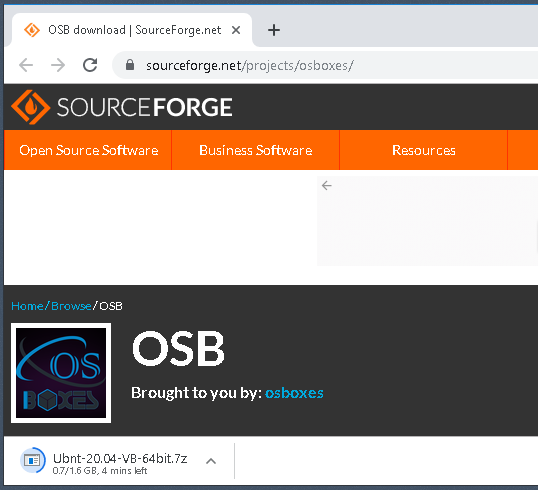 OSB download | SourceForge.net
sourceforge.net/projects/osboxes/
SOURCEFORGE
Open Source Software Business Software Resources
Home / Browse / OSB
OS
BOXES
OSB
Brought to you by: osboxes
Ubnt-20.04-VB-64bit.7z
0.7/1.6 GB, 4 mins left